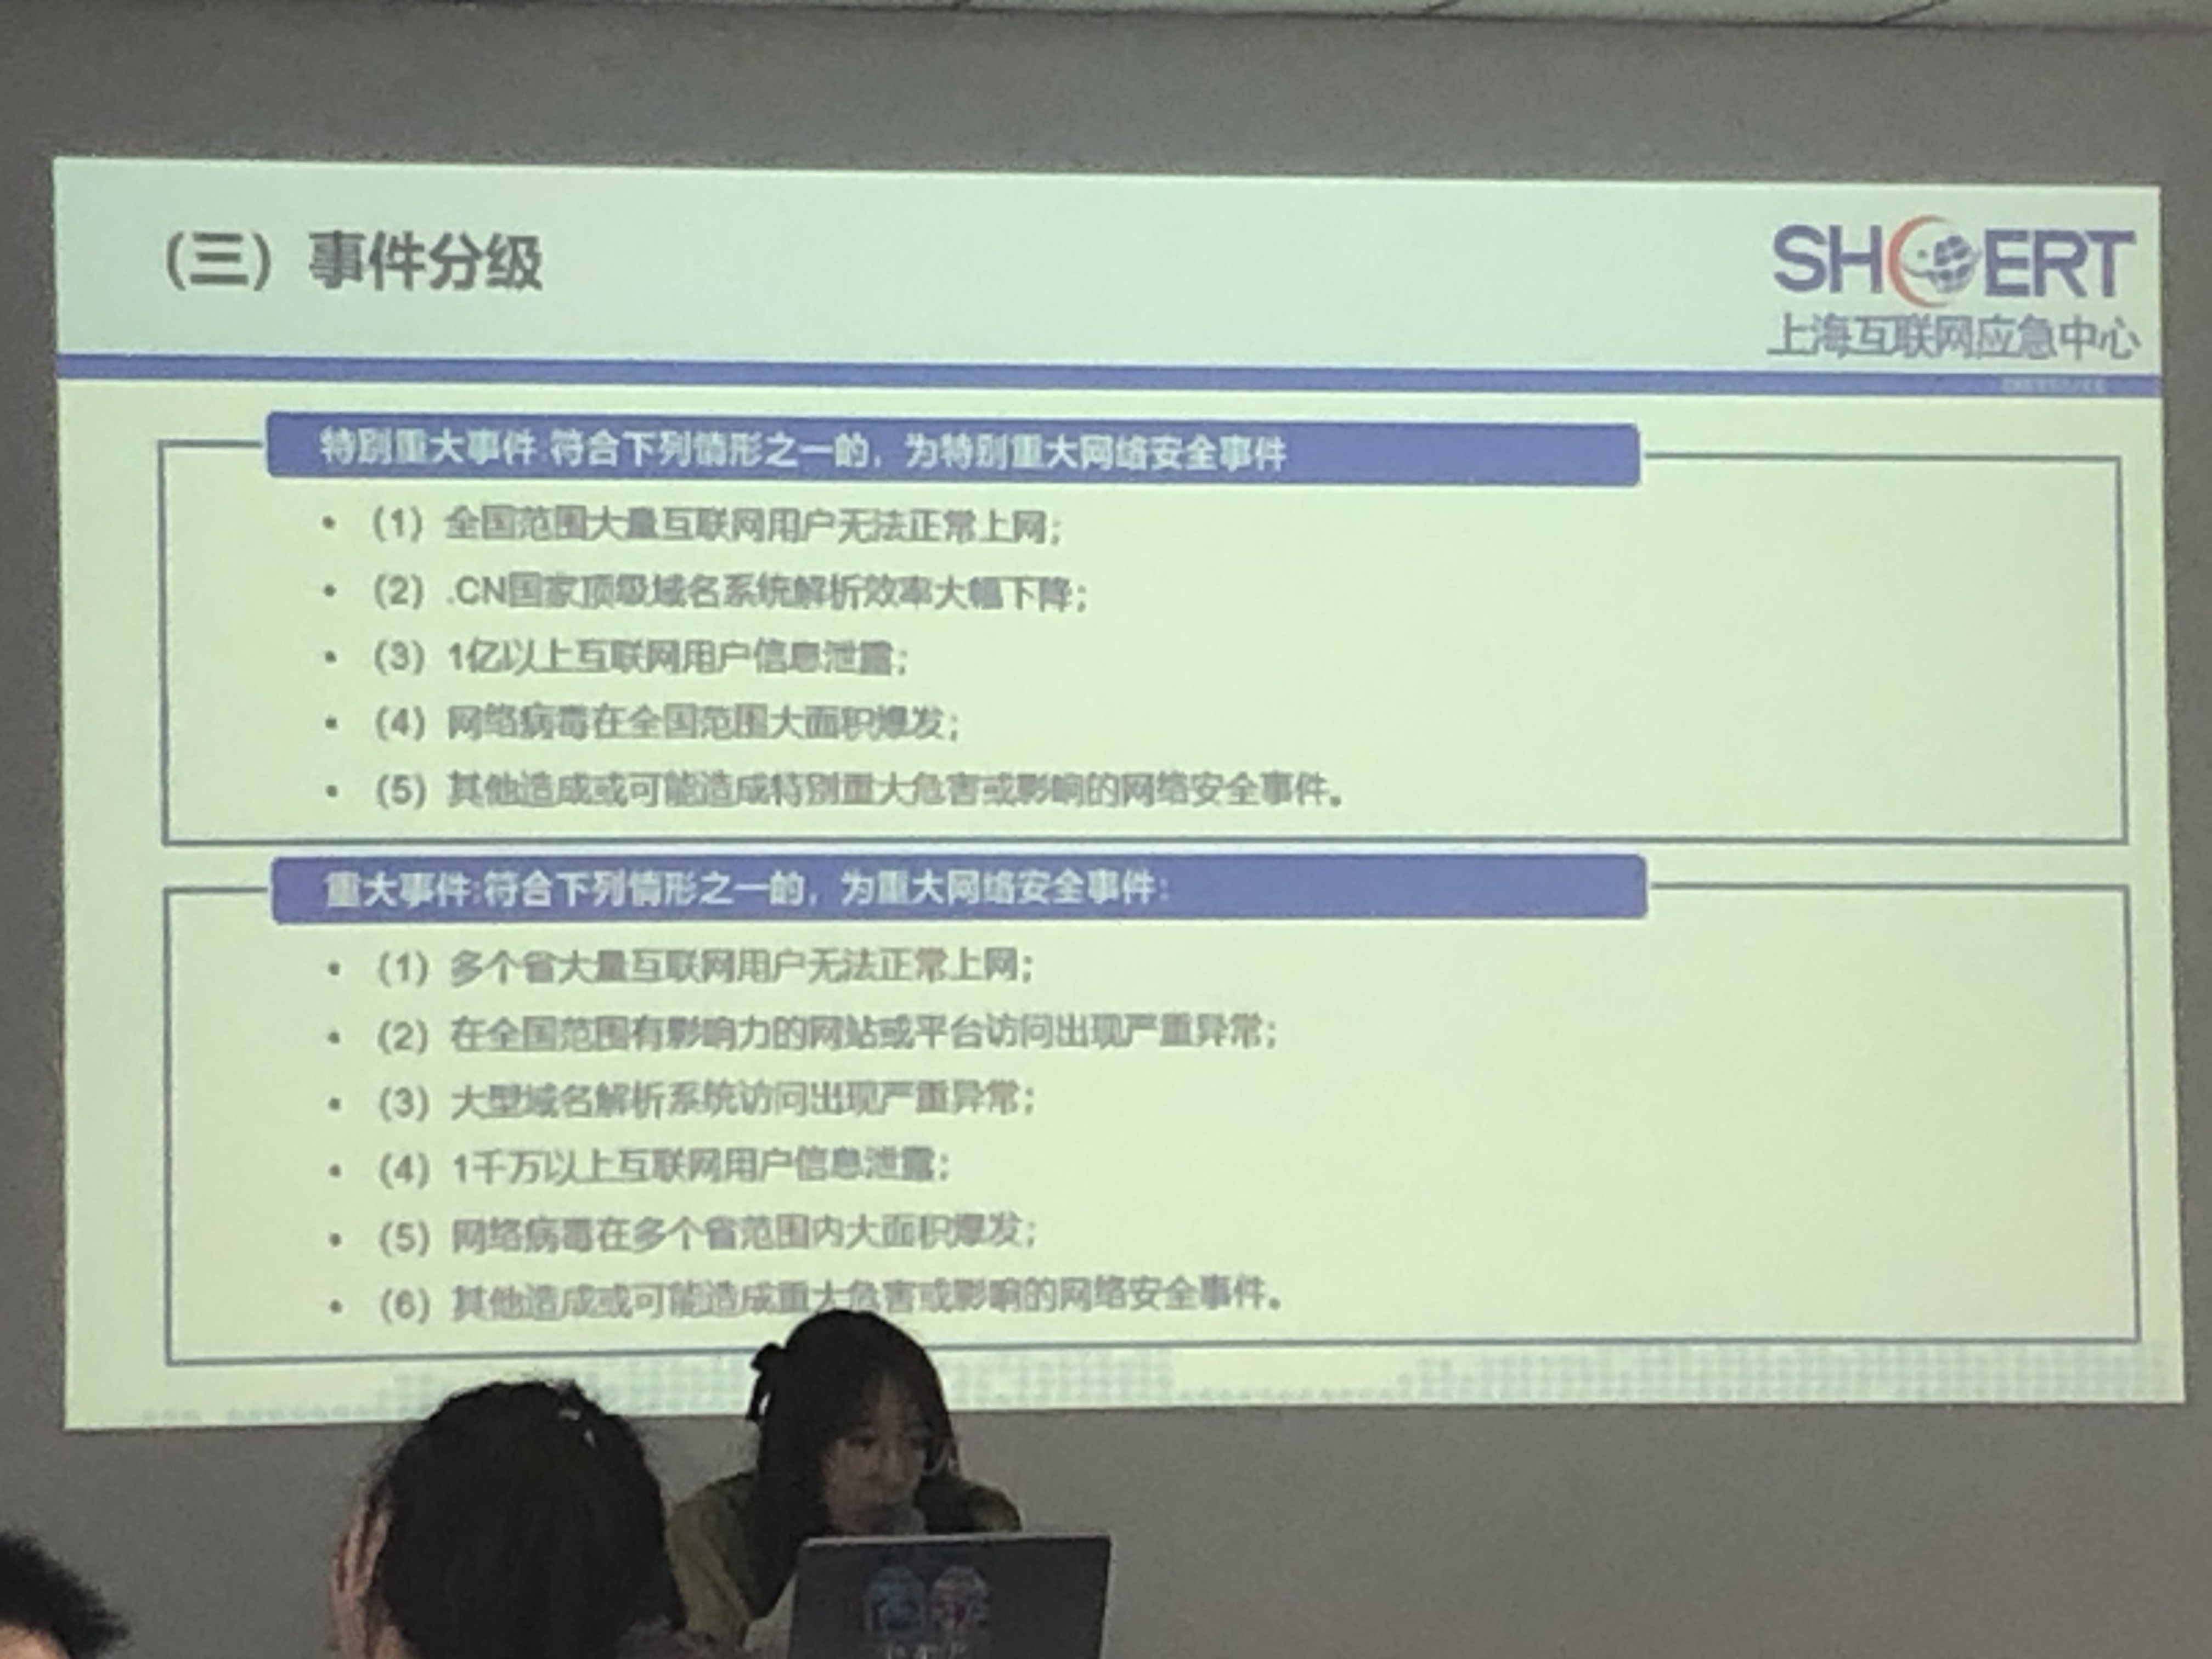 （三）事件分级
SHCERT
上海互联网应急中心
特别重大事件:符合下列情形之一的，为特别重大网络安全事件
• （1）全国范围大量互联网用户无法正常上网；
• （2）.CN国家顶级域名系统解析效率大幅下降；
• （3）1亿以上互联网用户信息泄露；
• （4）网络病毒在全国范围大面积爆发；
• （5）其他造成或可能造成特别重大危害或影响的网络安全事件。
重大事件:符合下列情形之一的，为重大网络安全事件：
• （1）多个省大量互联网用户无法正常上网；
• （2）在全国范围有影响力的网站或平台访问出现严重异常；
• （3）大型域名解析系统访问出现严重异常；
• （4）1千万以上互联网用户信息泄露；
• （5）网络病毒在多个省范围内大面积爆发；
• （6）其他造成或可能造成重大危害或影响的网络安全事件。